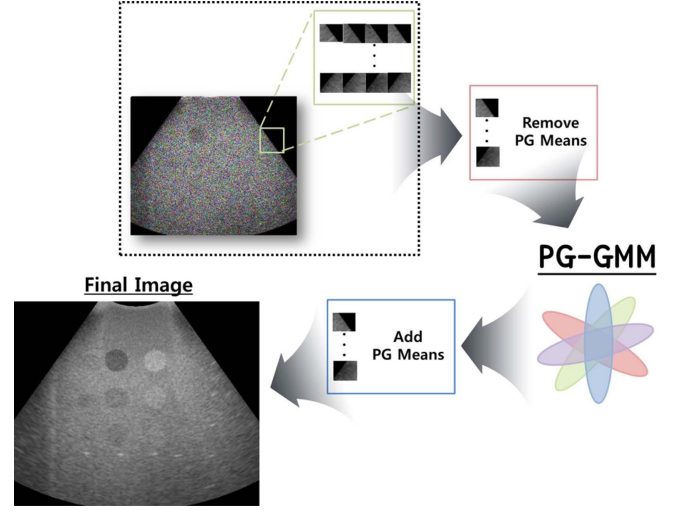 Remove
PG Means
PG-GMM
Final Image
Add
PG Means